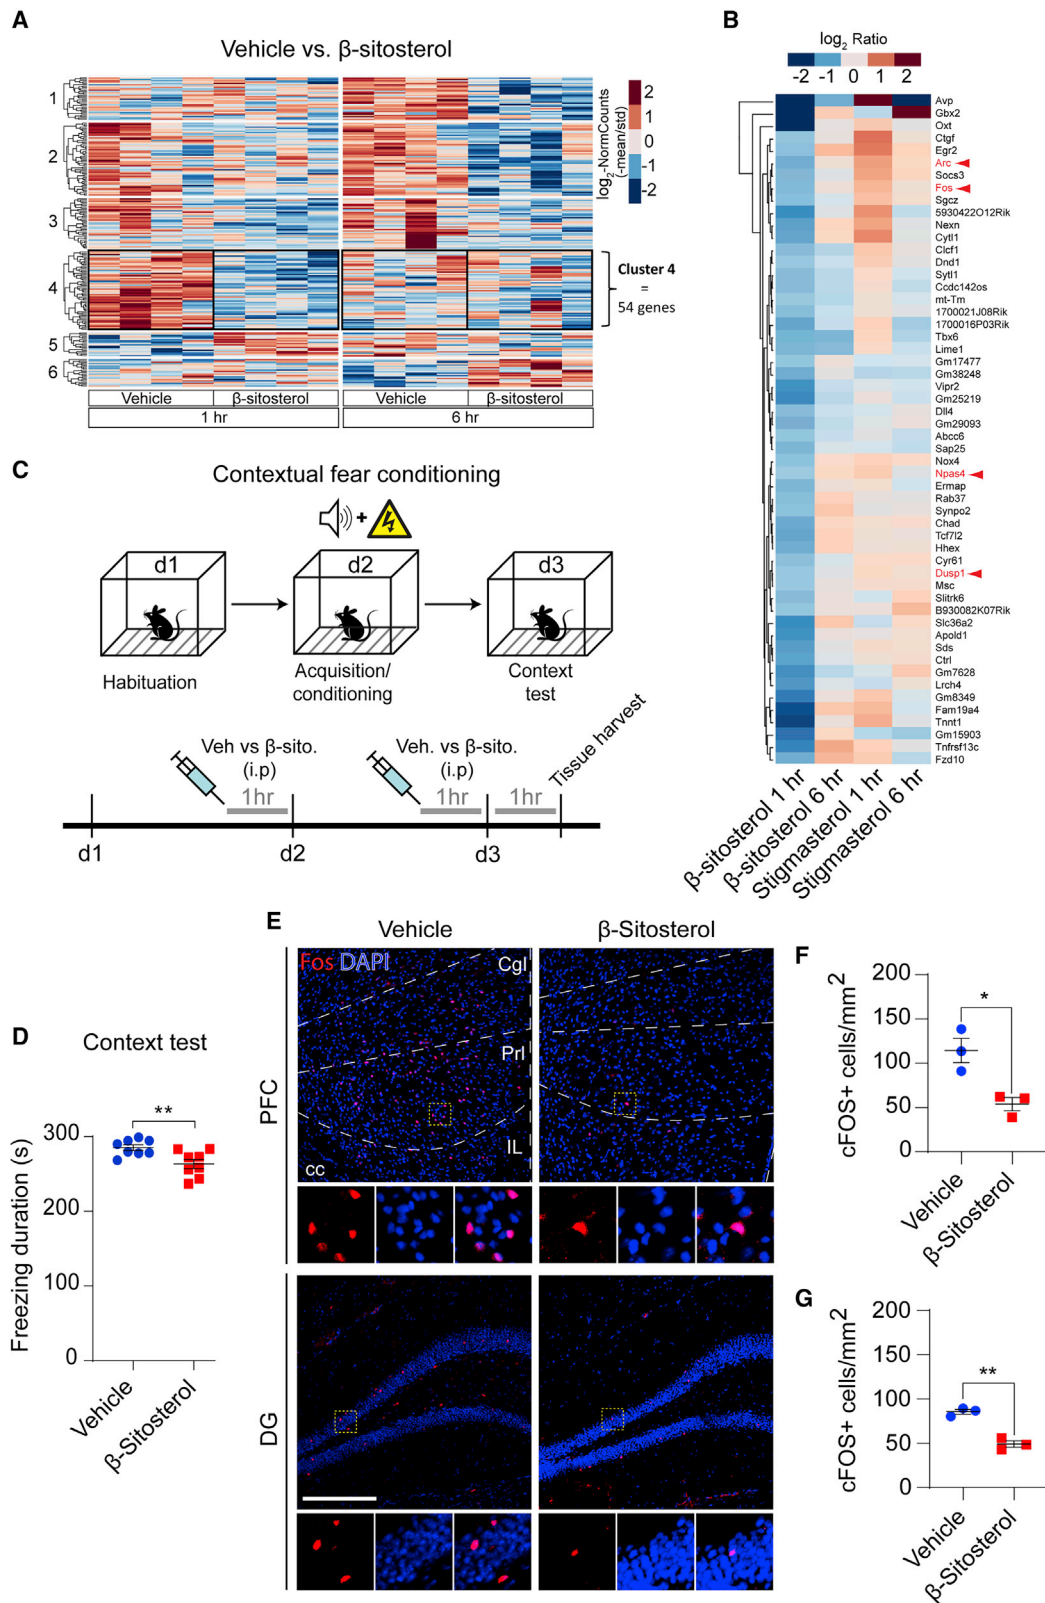 A
Vehicle vs. β-sitosterol
1
2
3
4
5
6
2
1
0
-1
-2
log2-NormCounts
(-mean/std)
Cluster 4
=
54 genes
Vehicle
β-sitosterol
Vehicle
β-sitosterol
1 hr
6 hr
B
log2 Ratio
-2 -1 0 1 2
Avp
Gbx2
Oxt
Ctgf
Egr2
Arc
Socs3
Fos
Sgcz
5930422O12Rik
Nexn
Cytl1
Clcf1
Dnd1
Sytl1
Ccdc142os
mt-Tm
1700021J08Rik
1700016P03Rik
Tbx6
Lime1
Gm17477
Gm38248
Vipr2
Gm25219
Dll4
Gm29093
Abcc6
Sap25
Nox4
Npas4
Ermap
Rab37
Synpo2
Chad
Tcf7l2
Hhex
Cyr61
Dusp1
Msc
Slitrk6
B930082K07Rik
Slc36a2
Apold1
Sds
Ctrl
Gm7628
Lrch4
Gm8349
Fam19a4
Tnnt1
Gm15903
Tnfrsf13c
Fzd10
β-sitosterol 1 hr
β-sitosterol 6 hr
Stigmasterol 1 hr
Stigmasterol 6 hr
C
Contextual fear conditioning
+
d1
d2
d3
Habituation
Acquisition/
conditioning
Context
test
Veh vs β-sito.
(i.p)
1hr
Veh. vs β-sito.
(i.p)
1hr
1hr
Tissue harvest
d1
d2
d3
D
Context test
**
Freezing duration (s)
300
200
100
0
Vehicle
β-Sitosterol
E
Vehicle
β-Sitosterol
PFC
Fos DAPI
CgI
PrI
IL
cc
DG
F
cFOS+ cells/mm2
200
150
100
50
0
*
Vehicle
β-Sitosterol
G
cFOS+ cells/mm2
200
150
100
50
0
**
Vehicle
β-Sitosterol